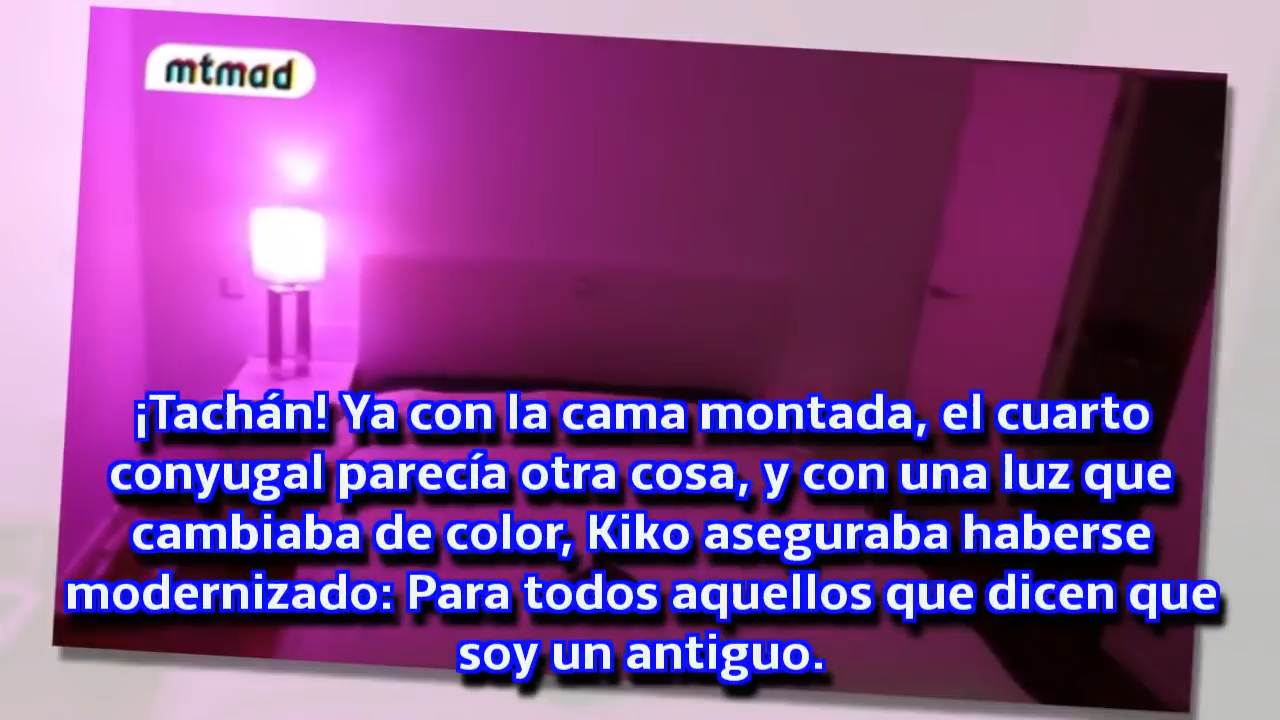 mtmad
¡Tachán! Ya con la cama montada, el cuarto
conyugal parecía otra cosa, y con una luz que
cambiaba de color, Kiko aseguraba haberse
modernizado: Para todos aquellos que dicen que
soy un antiguo.